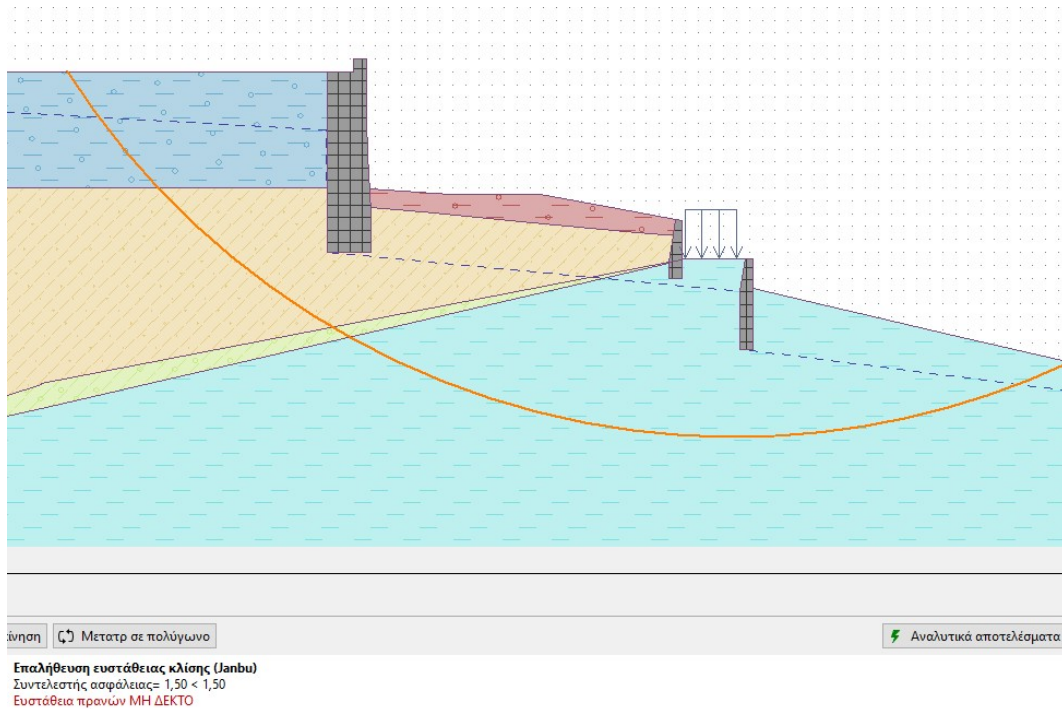 Μετατρ σε πολύγωνο
Αναλυτικά αποτελέσματα
Επαλήθευση ευστάθειας κλίσης (Janbu)
Συντελεστής ασφάλειας= 1,50 < 1,50
Ευστάθεια πρανών ΜΗ ΔΕΚΤΟ